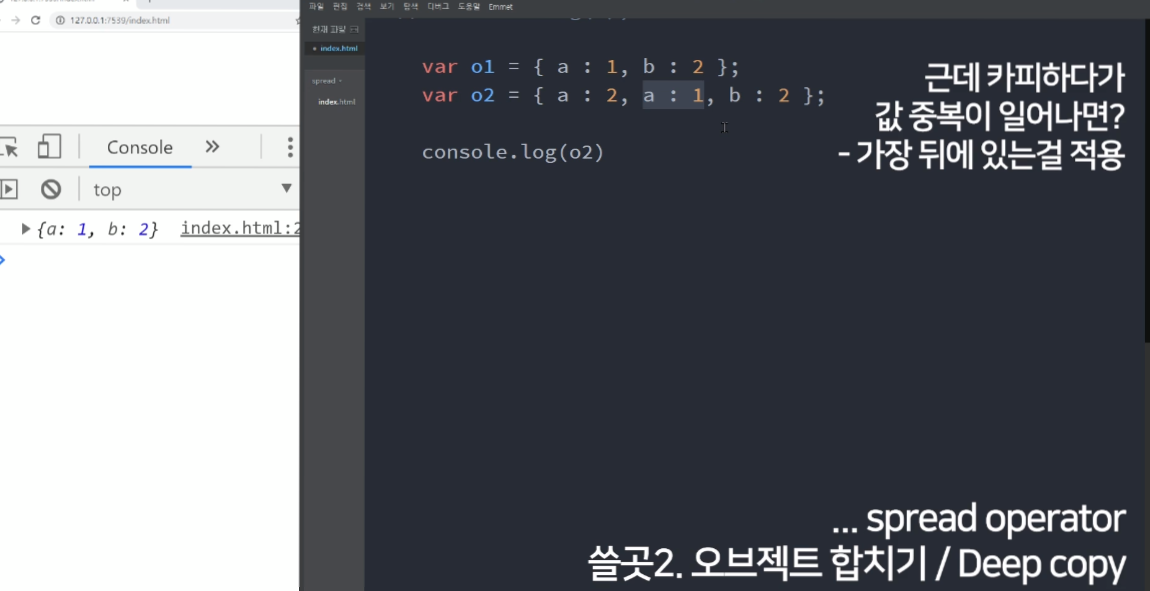 127.0.0.1:7539/index.html
파일 편집 검색 보기 탐색 디버그 도움말 Emmet
현재 파일
index.html
spread
index.html
var o1 = { a : 1, b : 2 };
var o2 = { a : 2, a : 1, b : 2 };
console.log(o2)
근데 카피하다가
값 중복이 일어나면?
- 가장 뒤에 있는걸 적용
Console
top
{a: 1, b: 2} index.html:2
... spread operator
쓸곳2. 오브젝트 합치기 / Deep copy